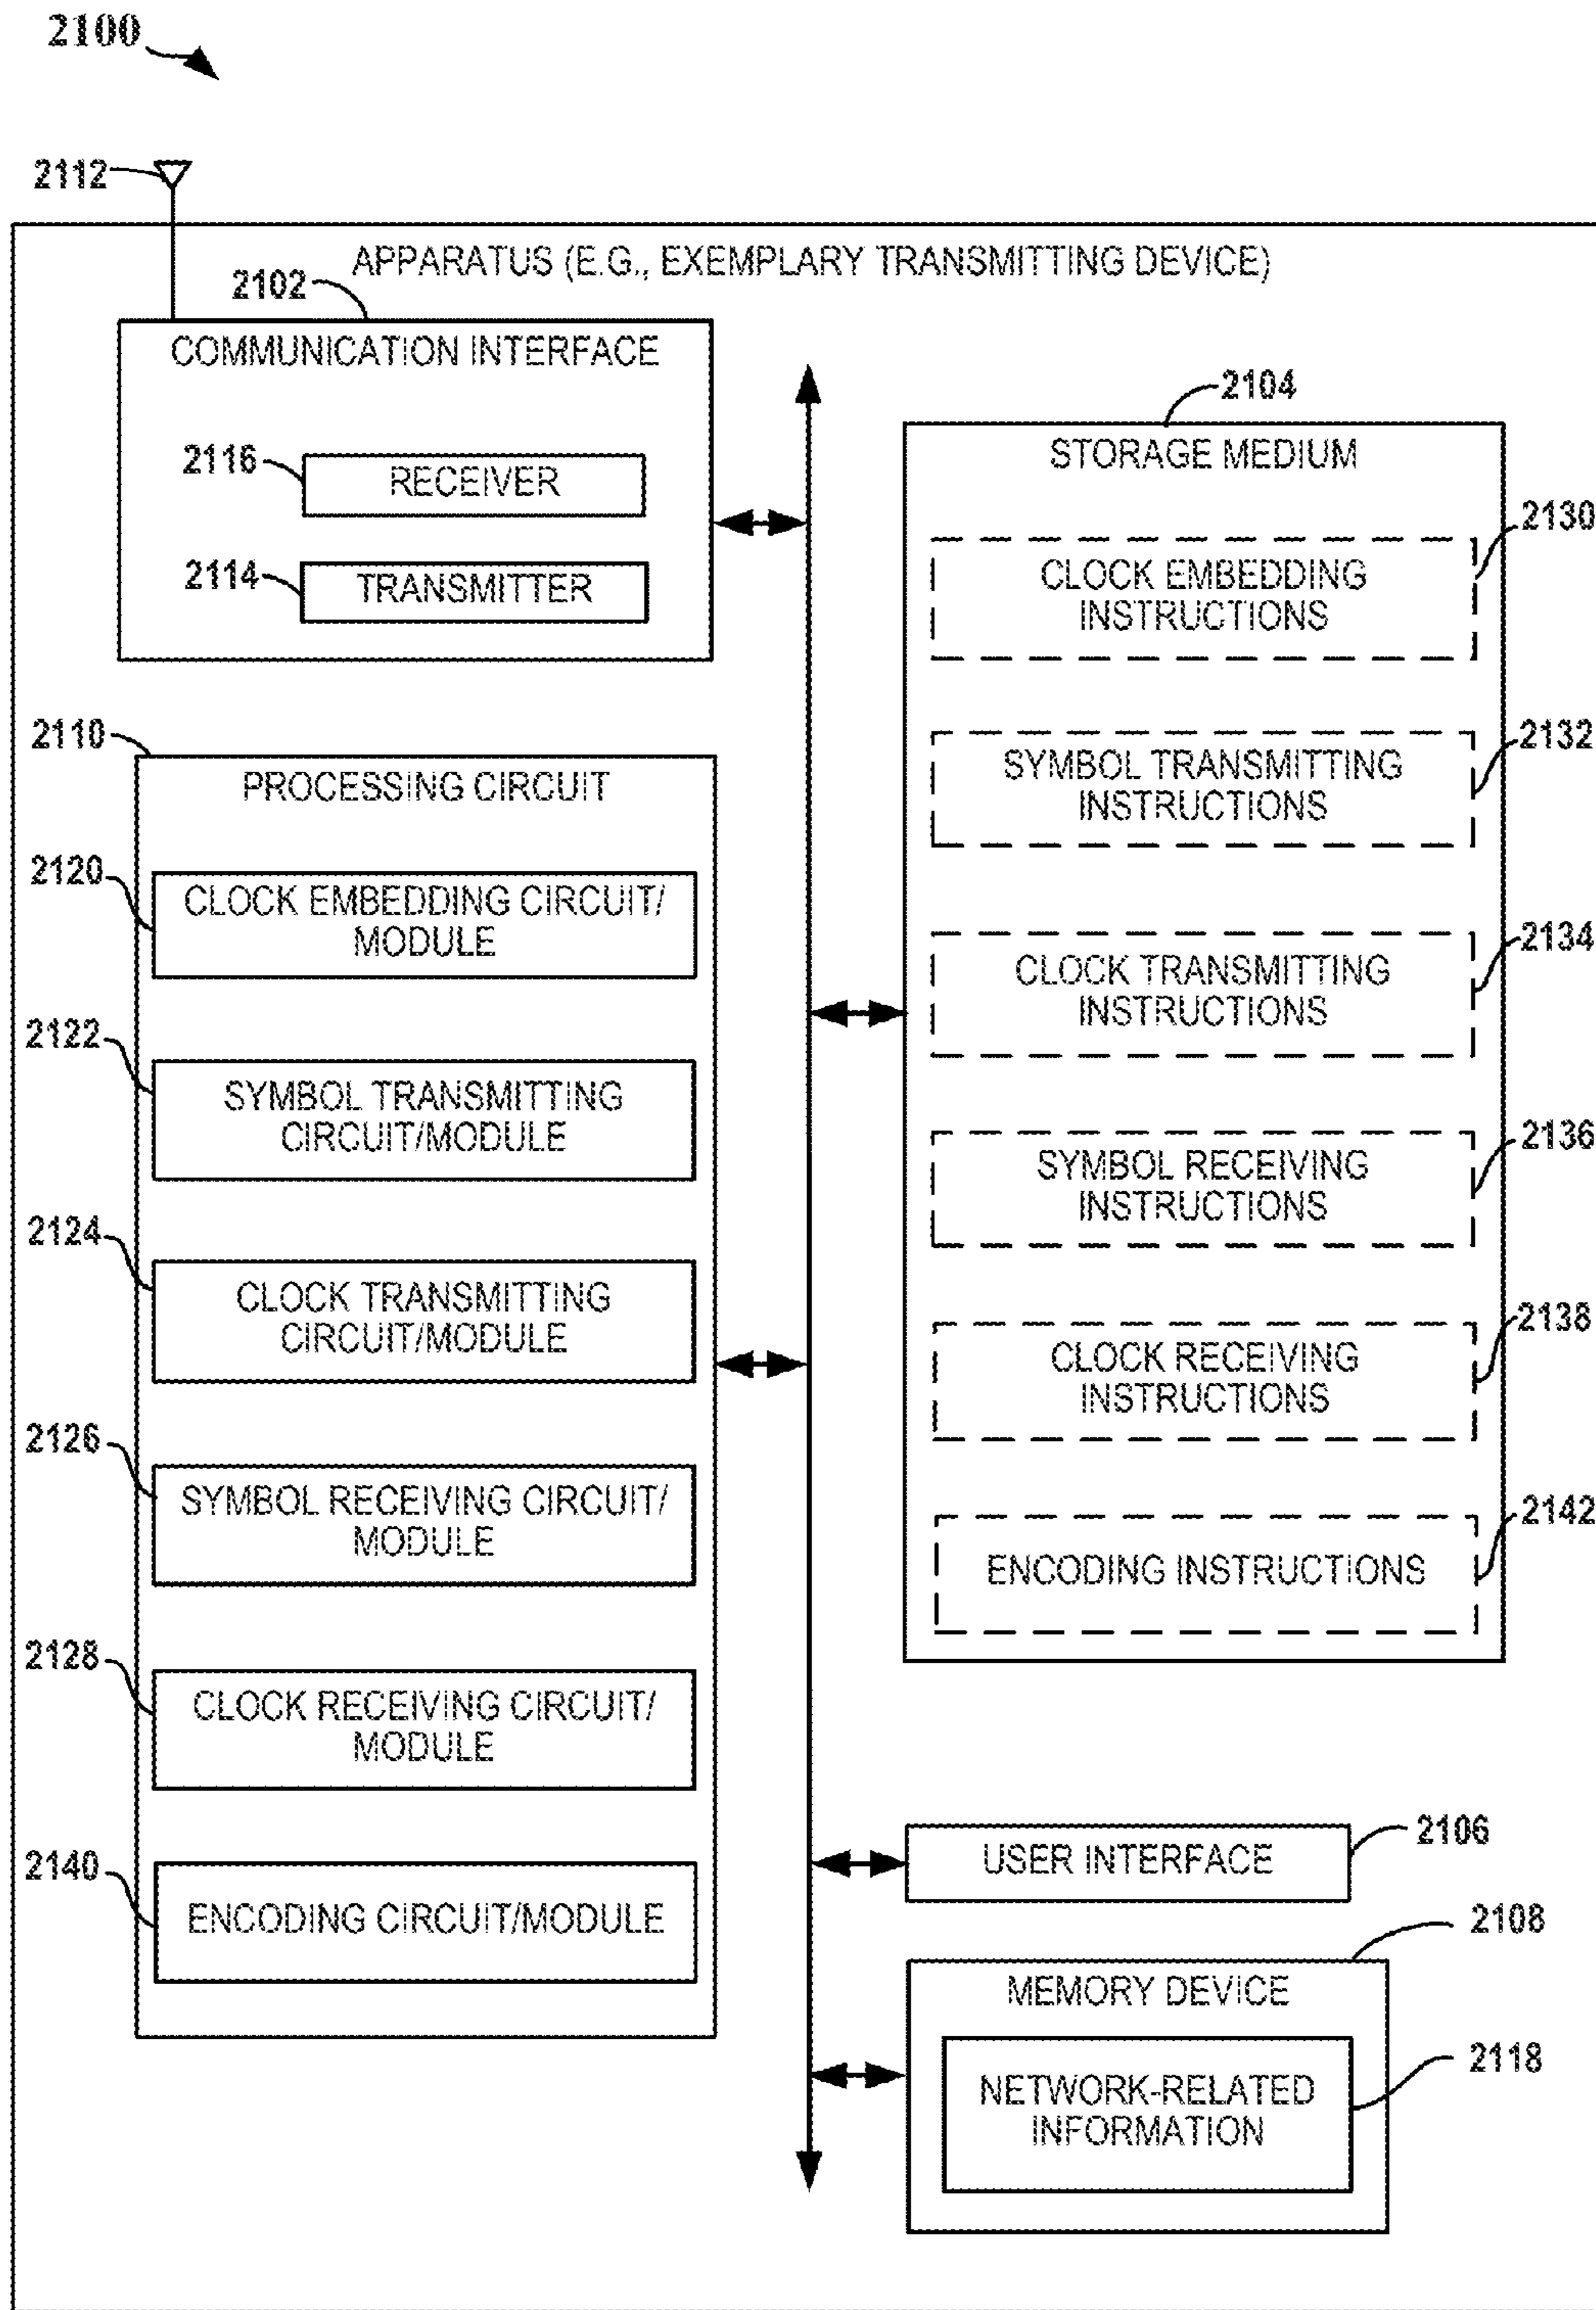 2100
2112
APPARATUS (E.G., EXEMPLARY TRANSMITTING DEVICE)
2102
COMMUNICATION INTERFACE
2116
RECEIVER
2114
TRANSMITTER
2110
PROCESSING CIRCUIT
2120
CLOCK EMBEDDING CIRCUIT/
MODULE
2122
SYMBOL TRANSMITTING
CIRCUIT/MODULE
2124
CLOCK TRANSMITTING
CIRCUIT/MODULE
2126
SYMBOL RECEIVING CIRCUIT/
MODULE
2128
CLOCK RECEIVING CIRCUIT/
MODULE
2140
ENCODING CIRCUIT/MODULE
2104
STORAGE MEDIUM
2130
CLOCK EMBEDDING
INSTRUCTIONS
2132
SYMBOL TRANSMITTING
INSTRUCTIONS
2134
CLOCK TRANSMITTING
INSTRUCTIONS
2136
SYMBOL RECEIVING
INSTRUCTIONS
2138
CLOCK RECEIVING
INSTRUCTIONS
2142
ENCODING INSTRUCTIONS
2106
USER INTERFACE
2108
MEMORY DEVICE
2118
NETWORK-RELATED
INFORMATION